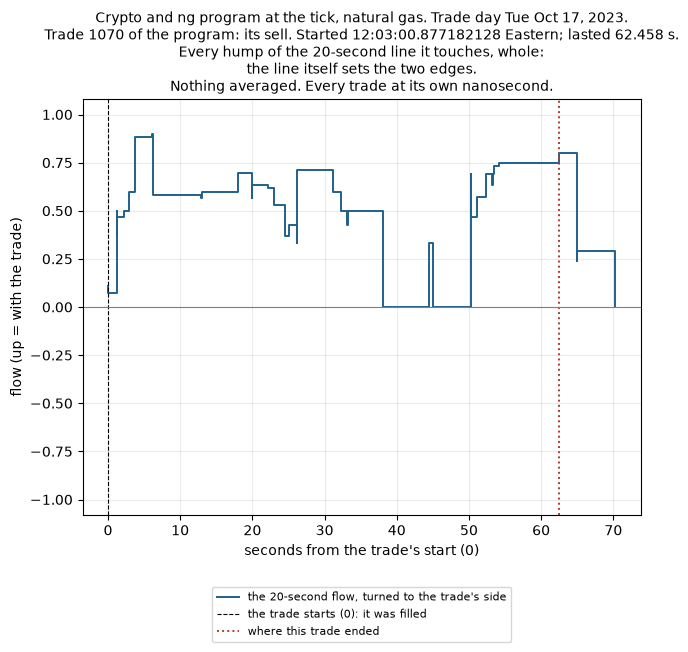 Crypto and ng program at the tick, natural gas. Trade day Tue Oct 17, 2023.
Trade 1070 of the program: its sell. Started 12:03:00.877182128 Eastern; lasted 62.458 s.
Every hump of the 20-second line it touches, whole:
the line itself sets the two edges.
Nothing averaged. Every trade at its own nanosecond.
1.00
0.75
0.50
0.25
0.00
−0.25
−0.50
−0.75
−1.00
flow (up = with the trade)
0 10 20 30 40 50 60 70
seconds from the trade's start (0)
the 20-second flow, turned to the trade's side
the trade starts (0): it was filled
where this trade ended